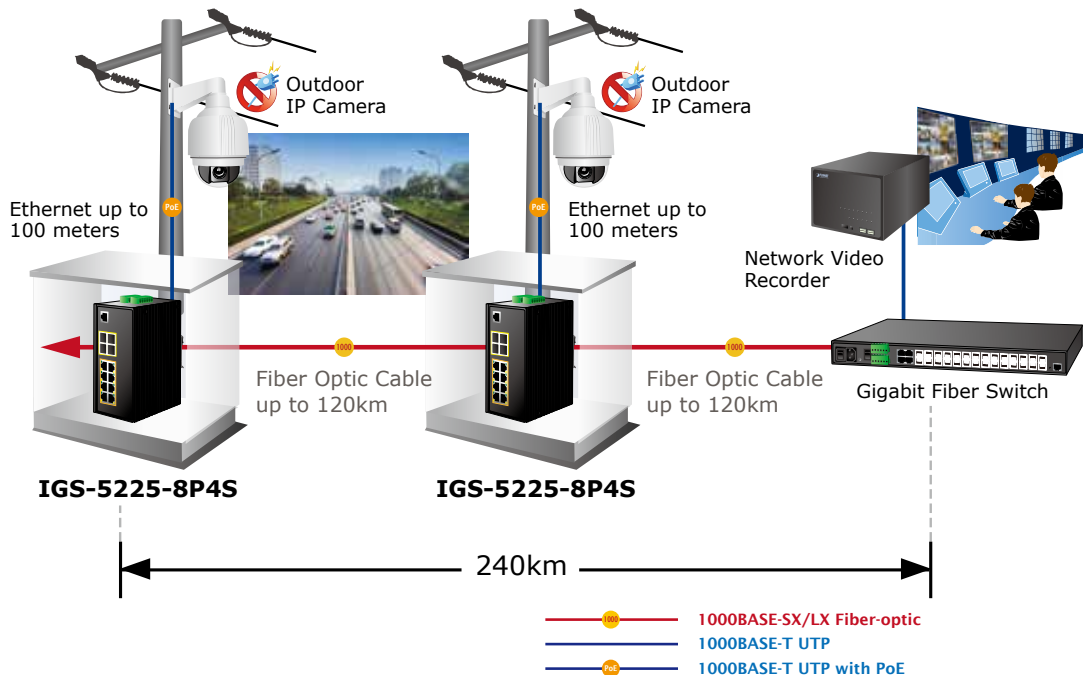 Outdoor
IP Camera
Outdoor
IP Camera
PoE
PoE
Ethernet up to
100 meters
Ethernet up to
100 meters
Network Video
Recorder
1000
1000
Fiber Optic Cable
up to 120km
Fiber Optic Cable
up to 120km
Gigabit Fiber Switch
IGS-5225-8P4S
IGS-5225-8P4S
240km
1000
1000BASE-SX/LX Fiber-optic
1000BASE-T UTP
PoE
1000BASE-T UTP with PoE